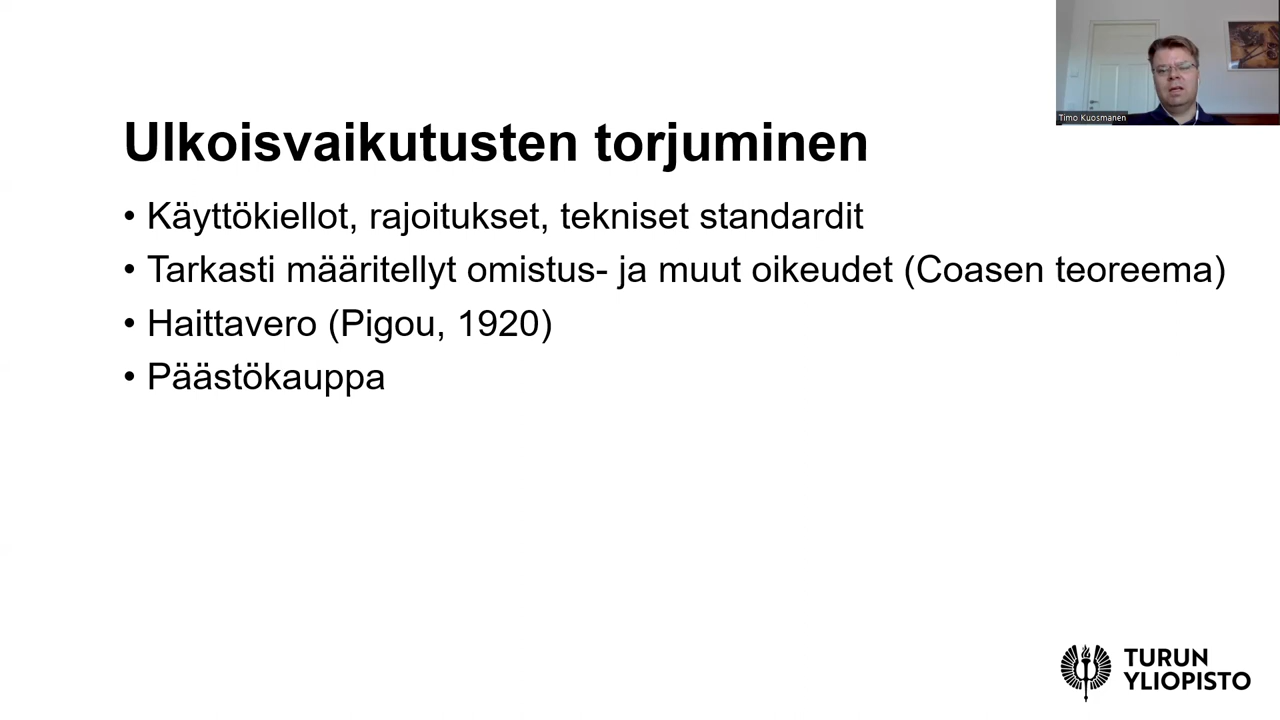 Timo Kuosmanen
Ulkoisvaikutusten torjuminen
• Käyttökiellot, rajoitukset, tekniset standardit
• Tarkasti määritellyt omistus- ja muut oikeudet (Coasen teoreema)
• Haittavero (Pigou, 1920)
• Päästökauppa
TURUN
YLIOPISTO